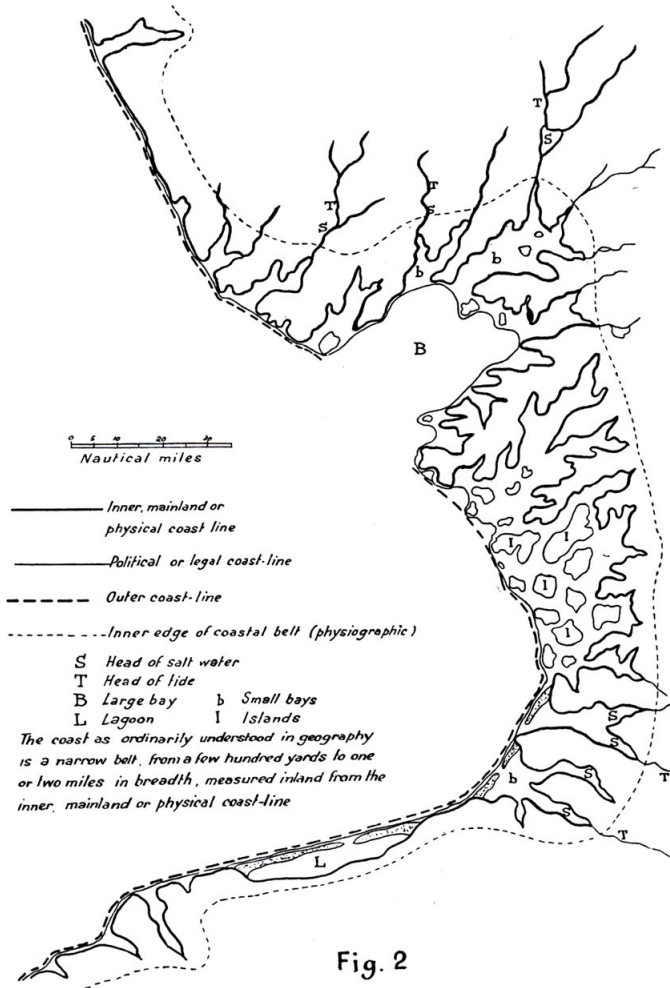 T
S
T
S
T
S
b
b
B
0 5 10 20 30
Nautical miles
Inner, mainland or
physical coast line
Political or legal coast-line
Outer coast-line
Inner edge of coastal belt (physiographic)
S Head of salt water
T Head of tide
B Large bay b Small bays
L Lagoon I Islands
The coast as ordinarily understood in geography
is a narrow belt, from a few hundred yards to one
or two miles in breadth, measured inland from the
inner, mainland or physical coast-line
I
I
I
I
S
S
T
b
S
S
T
L
Fig. 2